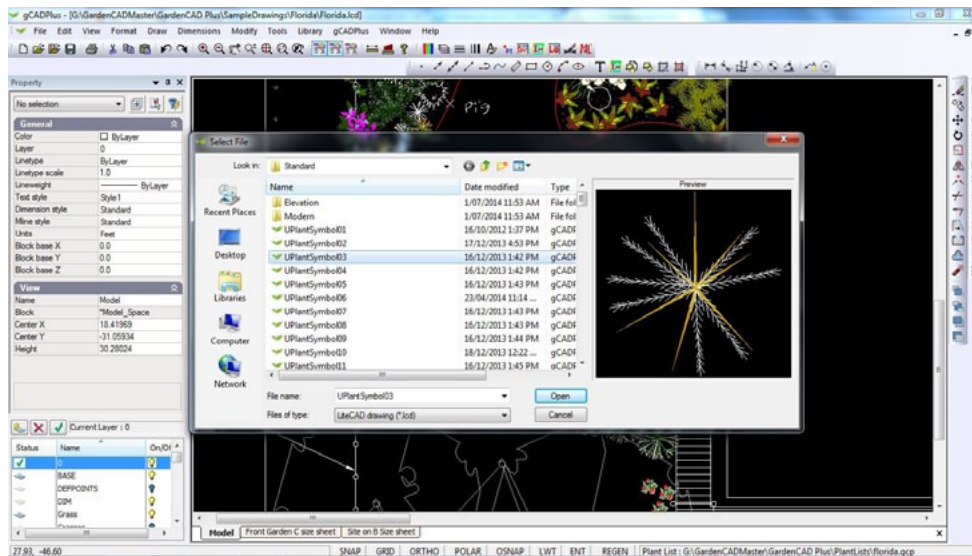 gCADPlus - [G:\GardenCADMaster\GardenCAD Plus\SampleDrawings\Florida\Florida.lcd]
File Edit View Format Draw Dimensions Modify Tools Library gCADPlus Window Help
Property
No selection
General
Color ByLayer
Layer 0
Linetype ByLayer
Linetype scale 1.0
Lineweight ByLayer
Text style Style1
Dimension style Standard
Mline style Standard
Units Feet
Block base X 0.0
Block base Y 0.0
Block base Z 0.0
View
Name Model
Block *Model_Space
Center X 18.41969
Center Y -31.05934
Height 30.28024
Current Layer : 0
Status Name On/O
0
BASE
DEFPOINTS
DIM
Grass
Pig
Select File
Look in: Standard
Recent Places
Desktop
Libraries
Computer
Network
Name Date modified Type
Elevation 1/07/2014 11:53 AM File fol
Modern 1/07/2014 11:53 AM File fol
UPlantSymbol01 16/10/2012 1:37 PM gCADF
UPlantSymbol02 17/12/2013 4:53 PM gCADF
UPlantSymbol03 16/12/2013 1:42 PM gCADF
UPlantSymbol04 16/12/2013 1:42 PM gCADF
UPlantSymbol05 16/12/2013 1:43 PM gCADF
UPlantSymbol06 23/04/2014 11:14 ... gCADF
UPlantSymbol07 16/12/2013 1:43 PM gCADF
UPlantSymbol08 16/12/2013 1:43 PM gCADF
UPlantSymbol09 16/12/2013 1:44 PM gCADF
UPlantSymbol10 18/12/2013 12:22 ... gCADF
UPlantSymbol11 16/12/2013 1:45 PM gCADF
File name: UPlantSymbol03 Open
Files of type: LiteCAD drawing (*.lcd) Cancel
Preview
Model Front Garden C size sheet Site on B Size sheet
27.93, -46.60 SNAP GRID ORTHO POLAR OSNAP LWT ENT REGEN Plant List : G:\GardenCADMaster\GardenCAD Plus\PlantLists\florida.gcp